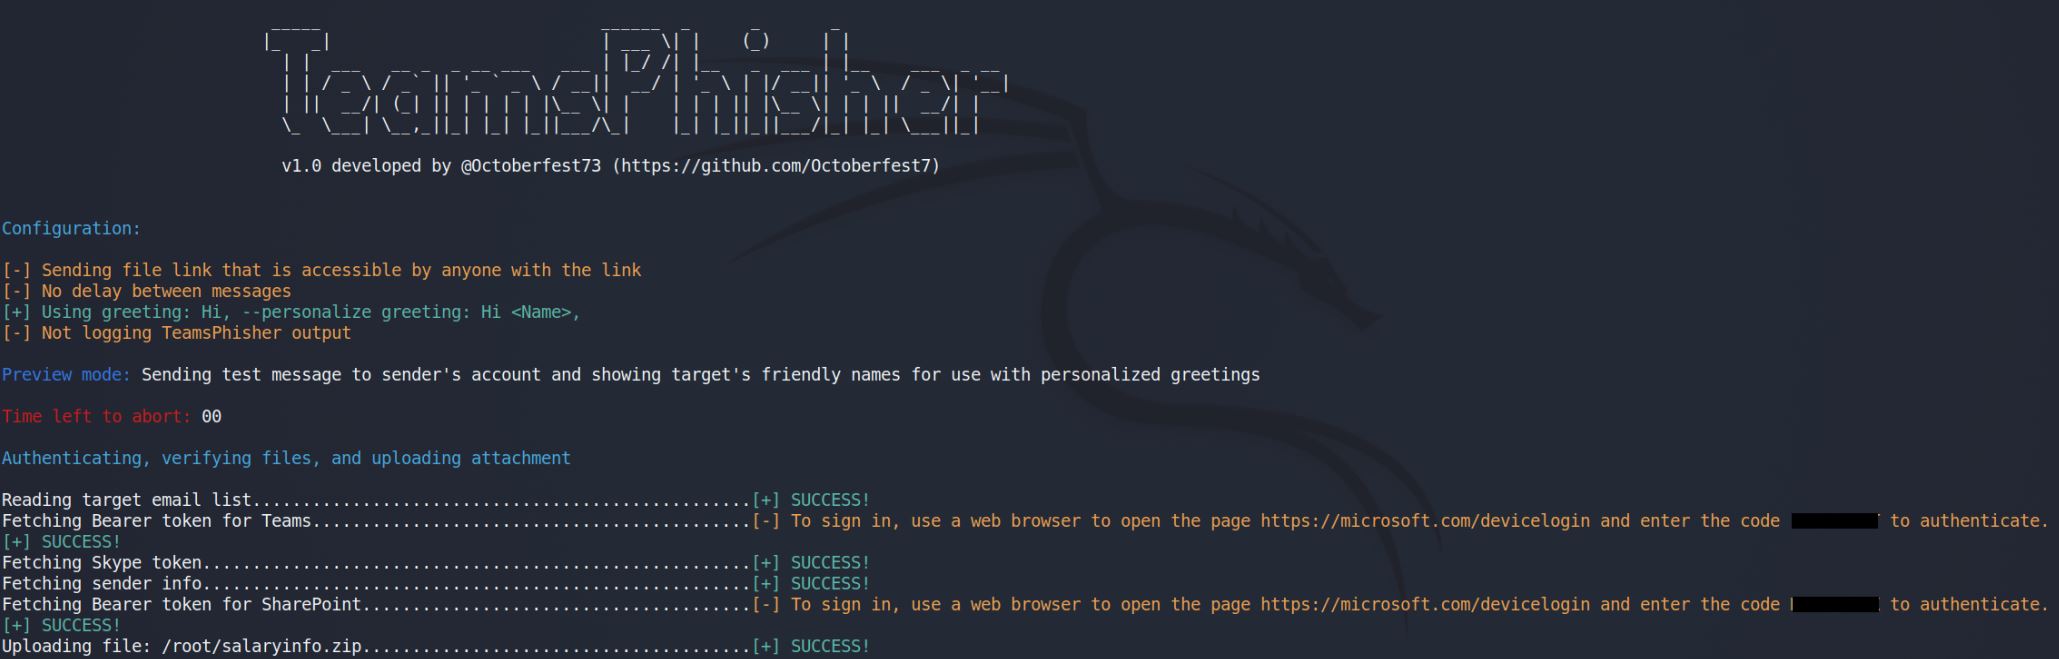 TeamsPhisher
v1.0 developed by @Octoberfest73 (https://github.com/Octoberfest7)
Configuration:
[-] Sending file link that is accessible by anyone with the link
[-] No delay between messages
[+] Using greeting: Hi, --personalize greeting: Hi <Name>,
[-] Not logging TeamsPhisher output
Preview mode: Sending test message to sender's account and showing target's friendly names for use with personalized greetings
Time left to abort: 00
Authenticating, verifying files, and uploading attachment
Reading target email list..................................................[+] SUCCESS!
Fetching Bearer token for Teams............................................[-] To sign in, use a web browser to open the page https://microsoft.com/devicelogin and enter the code to authenticate.
[+] SUCCESS!
Fetching Skype token.......................................................[+] SUCCESS!
Fetching sender info.......................................................[+] SUCCESS!
Fetching Bearer token for SharePoint.......................................[-] To sign in, use a web browser to open the page https://microsoft.com/devicelogin and enter the code to authenticate.
[+] SUCCESS!
Uploading file: /root/salaryinfo.zip.......................................[+] SUCCESS!